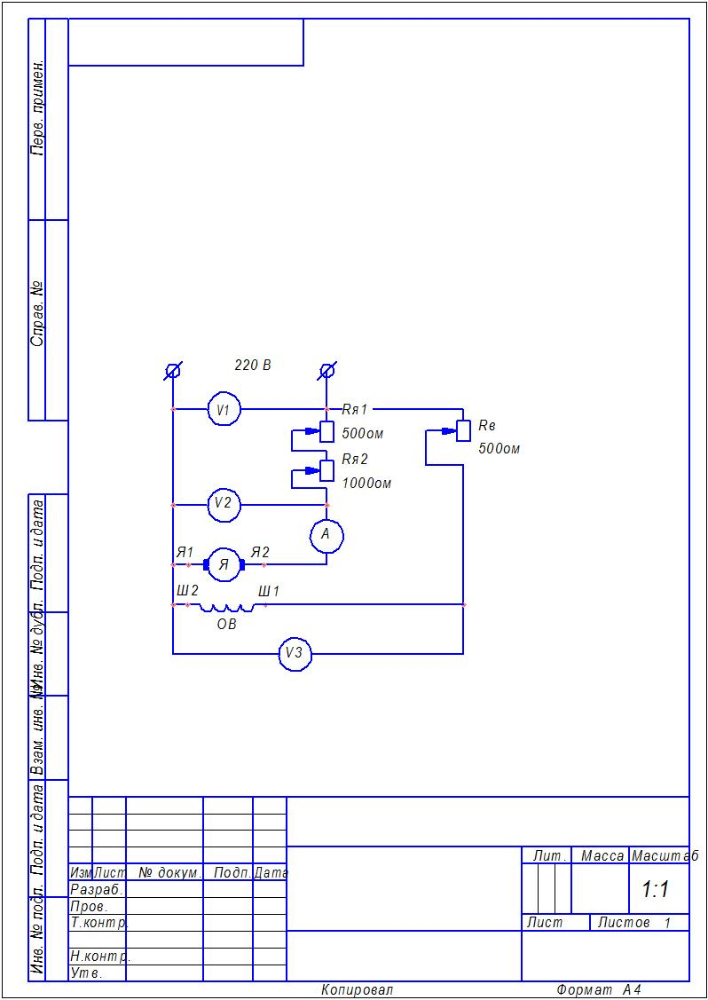 Перв. примен.
Справ. №
220 В
V1
Rя1
500ом
Rв
500ом
Rя2
1000ом
V2
А
Я1
Я
Я2
Ш2
Ш1
ОВ
V3
Подп. и дата
Инв. № дубл.
Взам. инв. №
Подп. и дата
Инв. № подл.
Изм Лист № докум. Подп. Дата
Разраб.
Пров.
Т.контр.
Н.контр.
Утв.
Лит. Масса Масштаб
1:1
Лист Листов 1
Копировал Формат А4